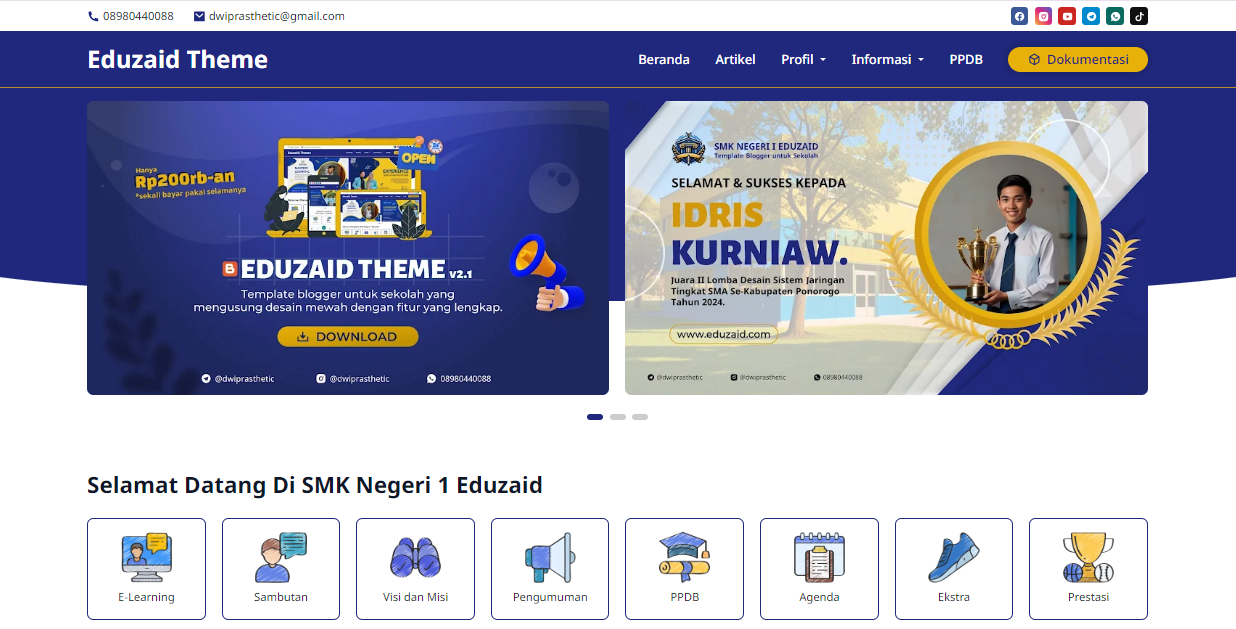 08980440088 dwiprasthetic@gmail.com
Eduzaid Theme
Beranda Artikel Profil Informasi PPDB Dokumentasi
Hanya
Rp200rb-an
*sekali bayar pakai selamanya
OPEN
EDUZAID THEME v2.1
Template blogger untuk sekolah yang
mengusung desain mewah dengan fitur yang lengkap.
DOWNLOAD
@dwiprasthetic @dwiprasthetic 08980440088
SMK NEGERI 1 EDUZAID
Template Blogger untuk Sekolah
SELAMAT & SUKSES KEPADA
IDRIS
KURNIAW.
Juara II Lomba Desain Sistem Jaringan
Tingkat SMA Se-Kabupaten Ponorogo
Tahun 2024.
www.eduzaid.com
@dwiprasthetic @dwiprasthetic 08980440088
Selamat Datang Di SMK Negeri 1 Eduzaid
E-Learning Sambutan Visi dan Misi Pengumuman PPDB Agenda Ekstra Prestasi